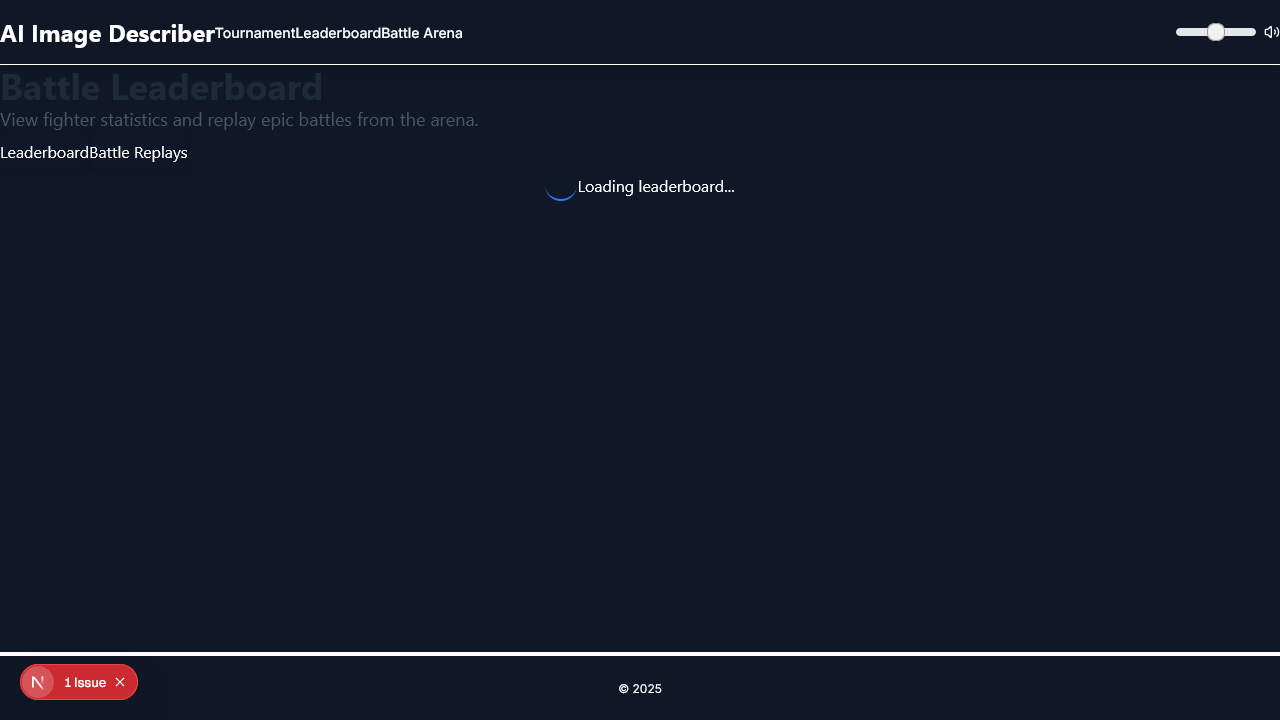 AI Image Describer Tournament Leaderboard Battle Arena
Battle Leaderboard
View fighter statistics and replay epic battles from the arena.
Leaderboard Battle Replays
Loading leaderboard...
N 1 Issue
© 2025